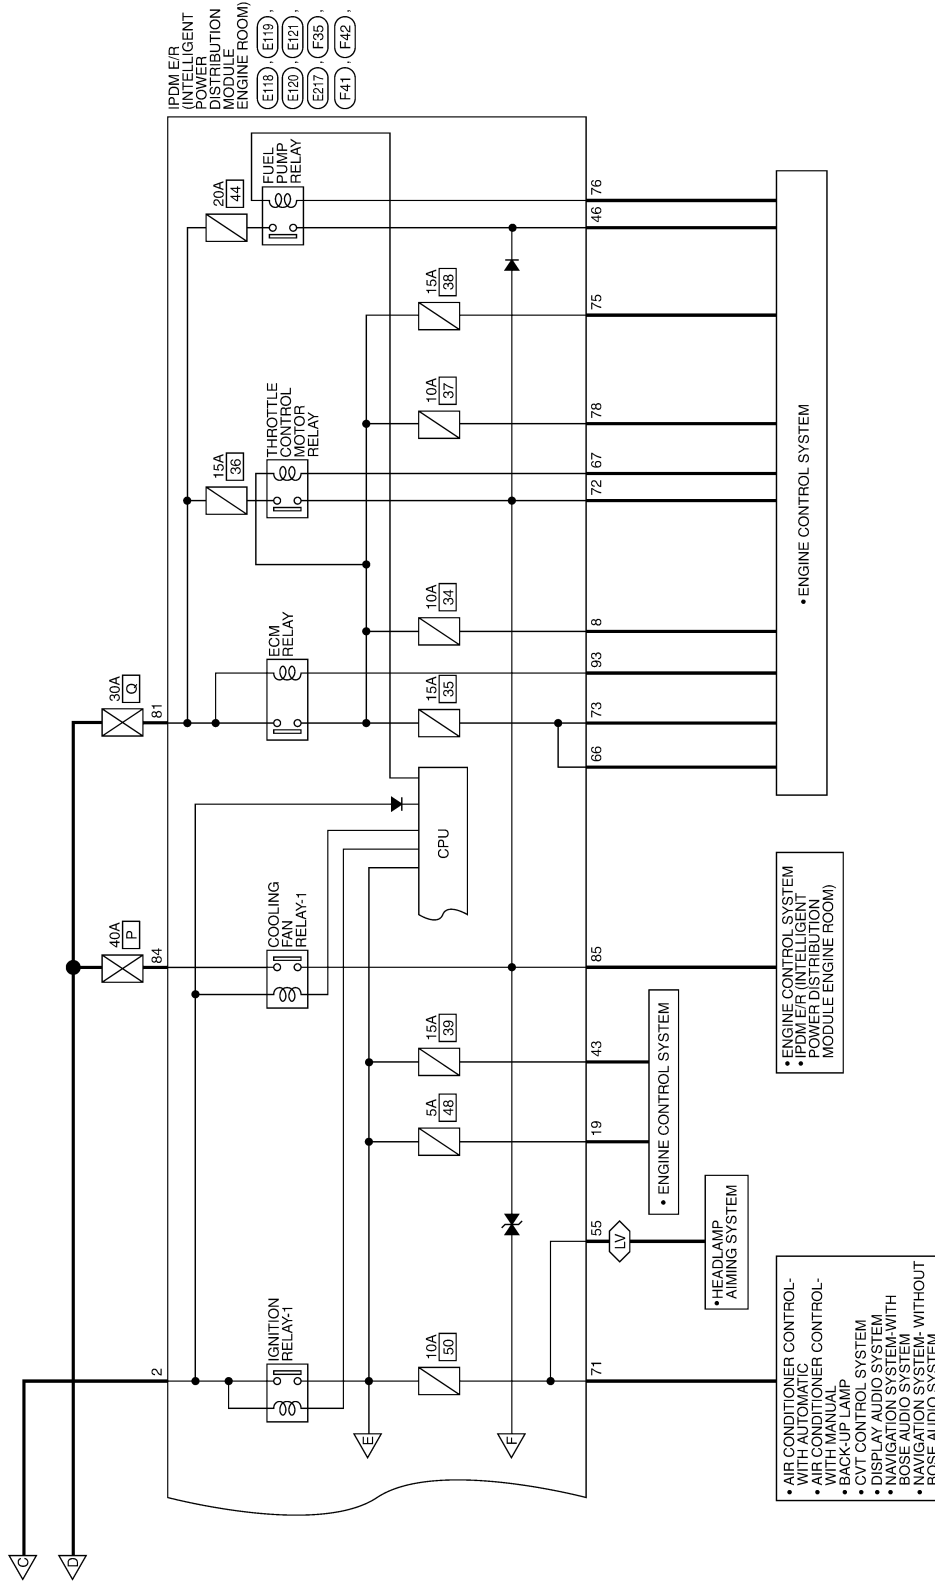 IPDM E/R
(INTELLIGENT
POWER
DISTRIBUTION
MODULE
ENGINE ROOM)
E118 , E119 ,
E120 , E121 ,
E217 , F35 ,
F41 , F42 ,
20A
44
FUEL
PUMP
RELAY
76
46
15A
38
75
10A
37
78
15A
36
THROTTLE
CONTROL
MOTOR
RELAY
67
72
• ENGINE CONTROL SYSTEM
10A
34
8
ECM
RELAY
93
30A
Q
81
15A
35
73
66
CPU
40A
P
84
COOLING
FAN
RELAY-1
85
• ENGINE CONTROL SYSTEM
• IPDM E/R (INTELLIGENT
POWER DISTRIBUTION
MODULE ENGINE ROOM)
15A
39
43
5A
48
19
• ENGINE CONTROL SYSTEM
55
LV
• HEADLAMP
AIMING SYSTEM
2
IGNITION
RELAY-1
10A
50
71
• AIR CONDITIONER CONTROL-
WITH AUTOMATIC
• AIR CONDITIONER CONTROL-
WITH MANUAL
• BACK-UP LAMP
• CVT CONTROL SYSTEM
• DISPLAY AUDIO SYSTEM
• NAVIGATION SYSTEM-WITH
BOSE AUDIO SYSTEM
• NAVIGATION SYSTEM- WITHOUT
BOSE AUDIO SYSTEM
E
F
C
D